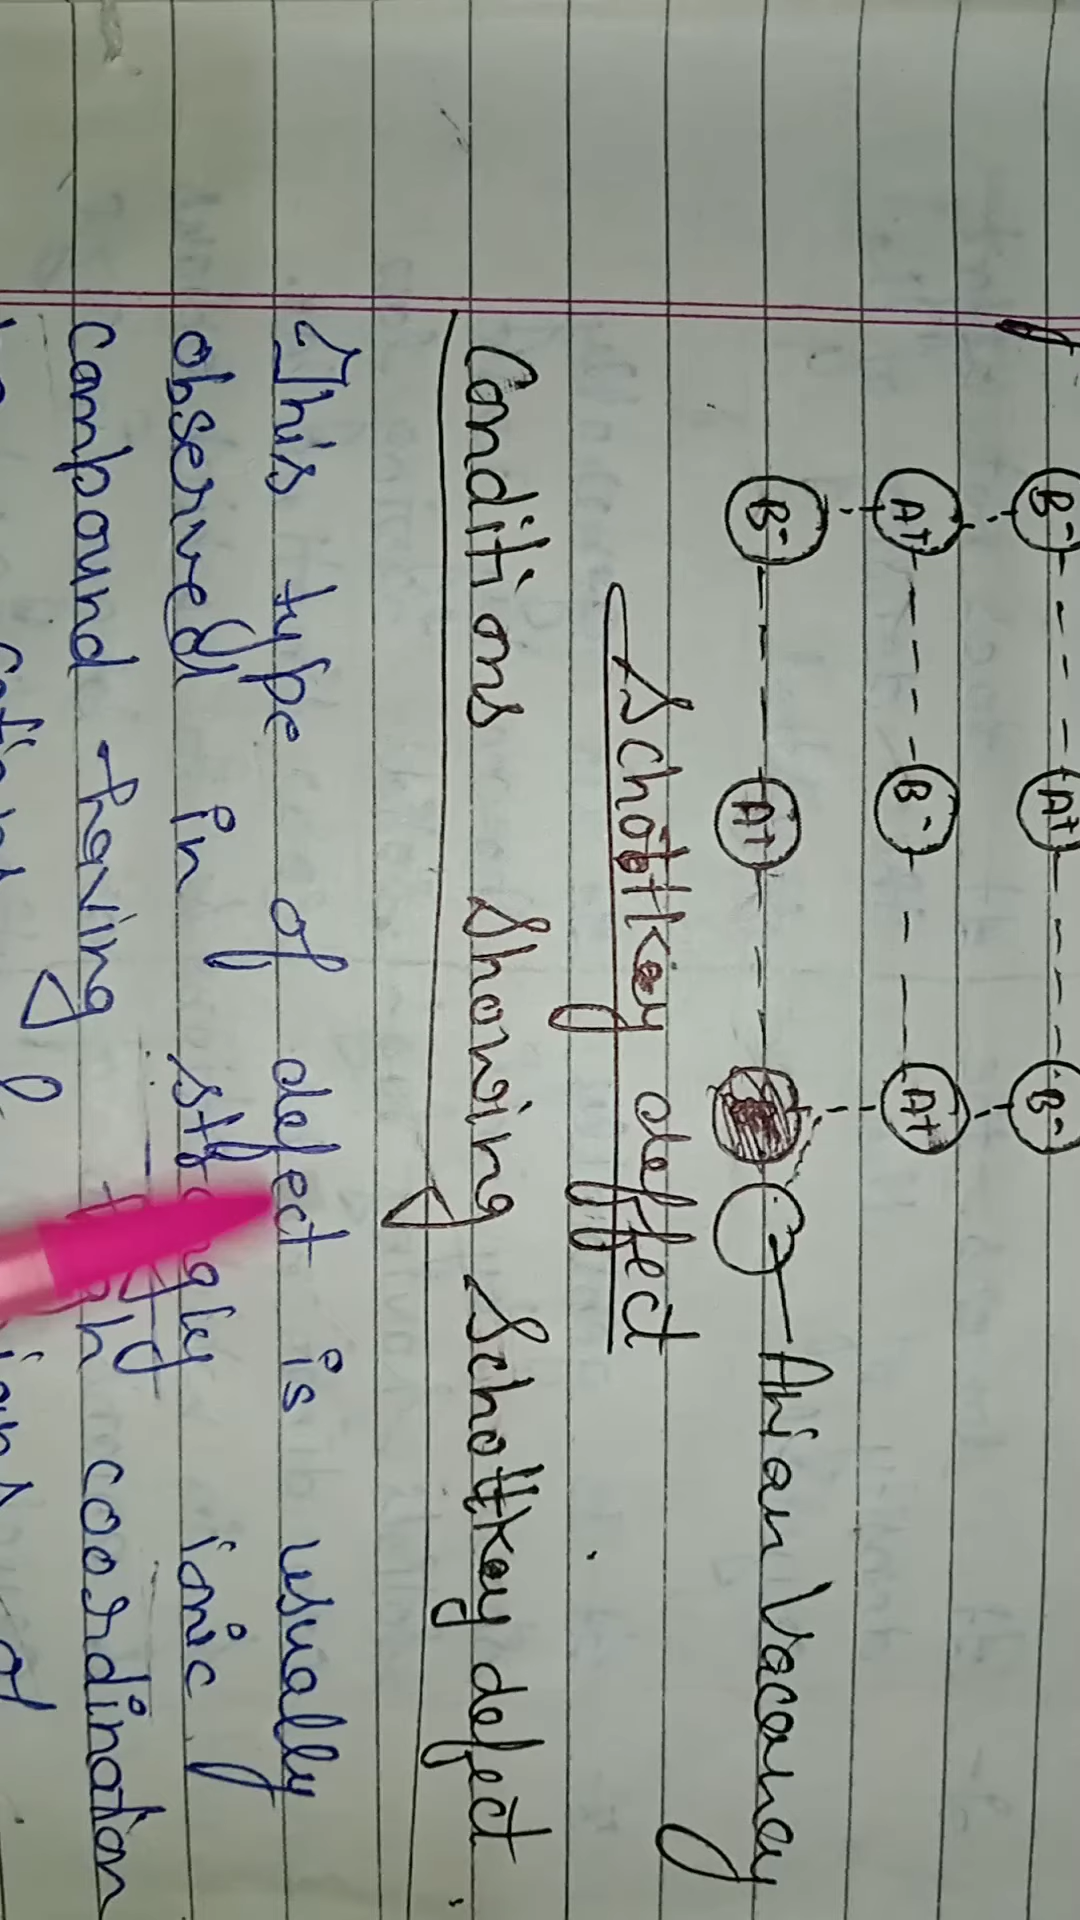 B- A+ B-
A+ B- A+
B- A+ Anion Vacancy
Schottkey defect
Conditions showing Schottkey defect
This type of defect is usually
observed in strongly ionic
compound having high coordination